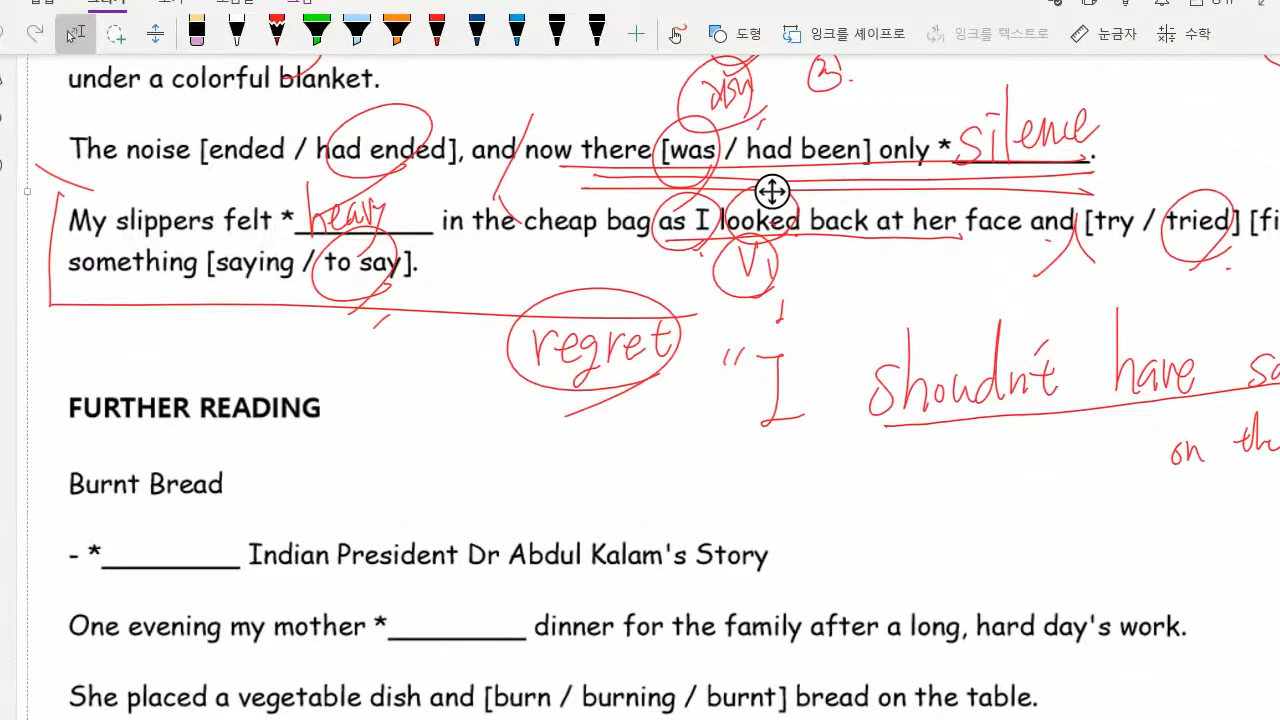 도형 잉크를 셰이프로 잉크를 텍스트로 눈금자 수학
under a colorful blanket.
The noise [ended / had ended], and now there [was / had been] only * silence.
My slippers felt * heavy in the cheap bag as I looked back at her face and [try / tried] [fi
something [saying / to say].
V1
regret
"I shoudn't have sa
on the
FURTHER READING
Burnt Bread
- *_________ Indian President Dr Abdul Kalam's Story
One evening my mother *_________ dinner for the family after a long, hard day's work.
She placed a vegetable dish and [burn / burning / burnt] bread on the table.